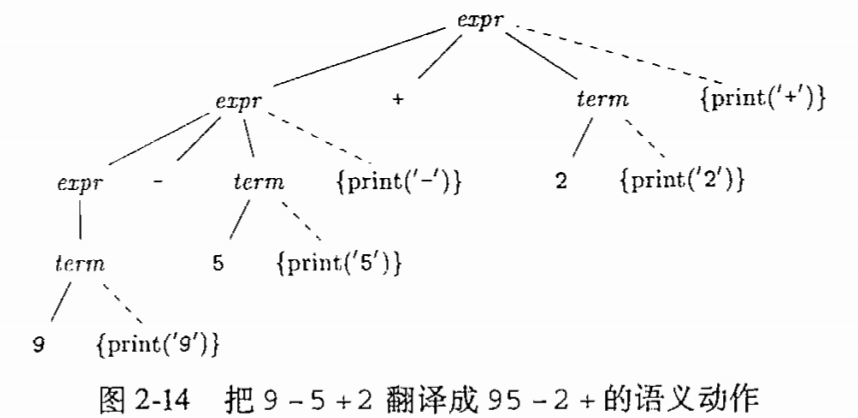 expr
expr + term {print('+')}
expr - term {print('-')} 2 {print('2')}
term 5 {print('5')}
9 {print('9')}
图 2-14 把 9 - 5 + 2 翻译成 95 - 2 + 的语义动作